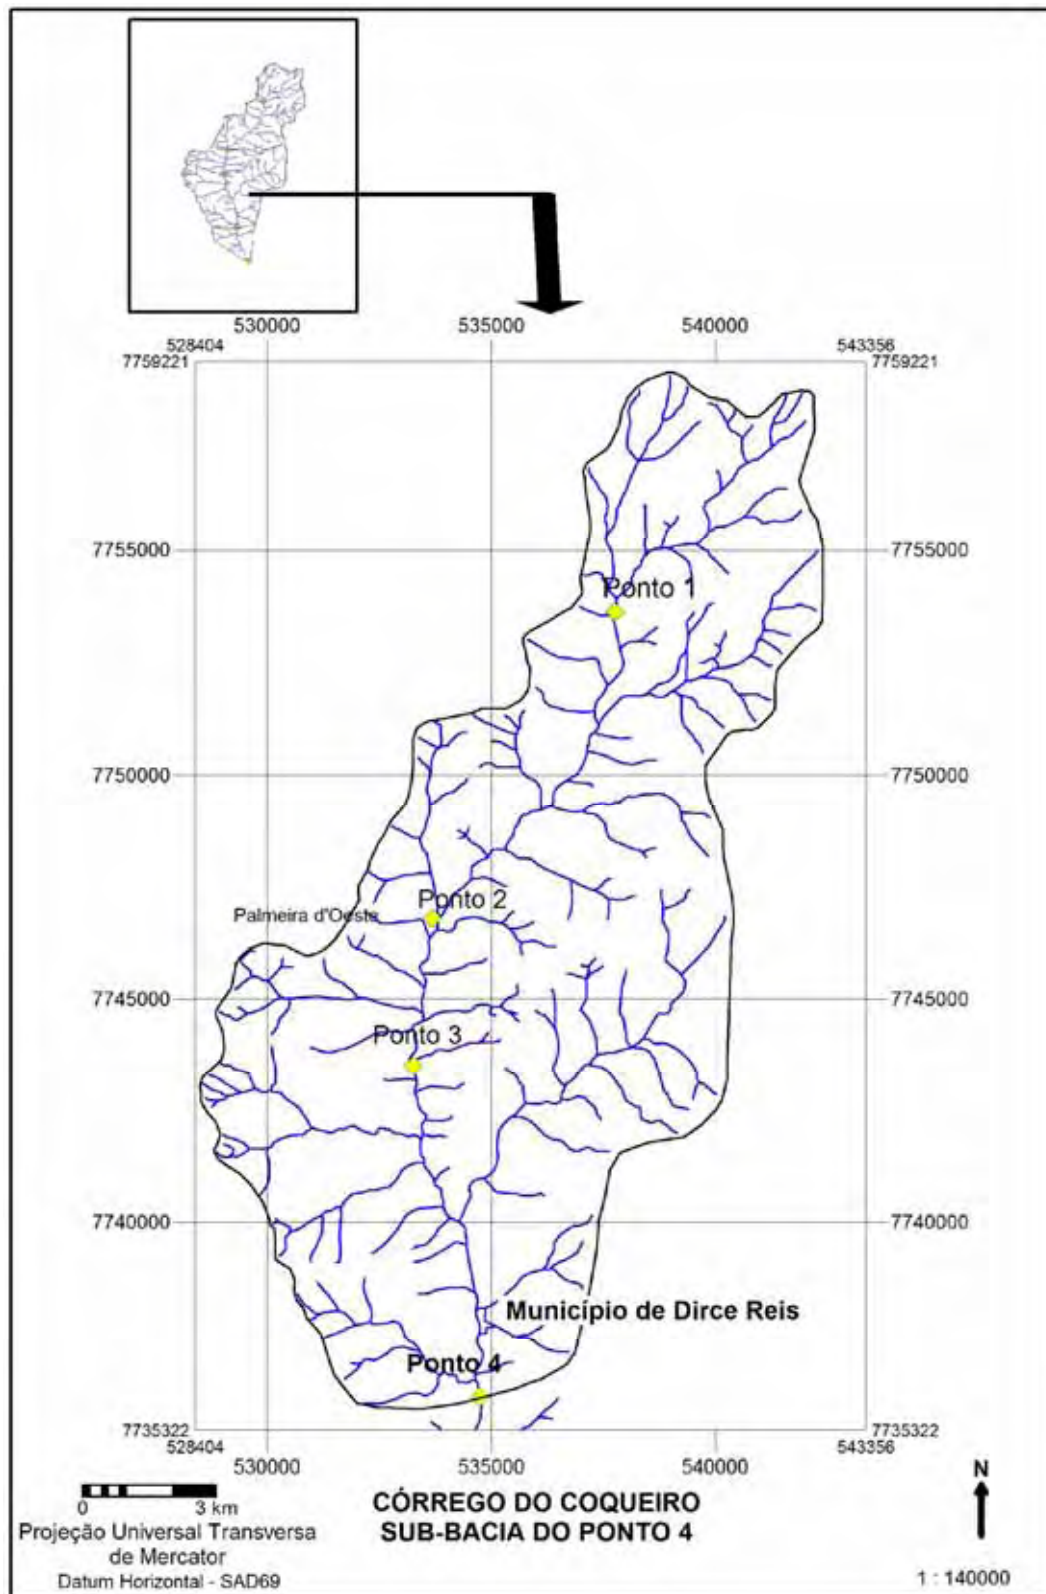 530000 535000 540000
528404 543356
7759221 7759221
7755000 7755000
Ponto 1
7750000 7750000
Ponto 2
Palmeira d'Oeste
7745000 7745000
Ponto 3
7740000 7740000
Município de Dirce Reis
Ponto 4
7735322 7735322
528404 543356
530000 535000 540000
N
0 3 km
CÓRREGO DO COQUEIRO
SUB-BACIA DO PONTO 4
Projeção Universal Transversa
de Mercator
Datum Horizontal - SAD69
1 : 140000